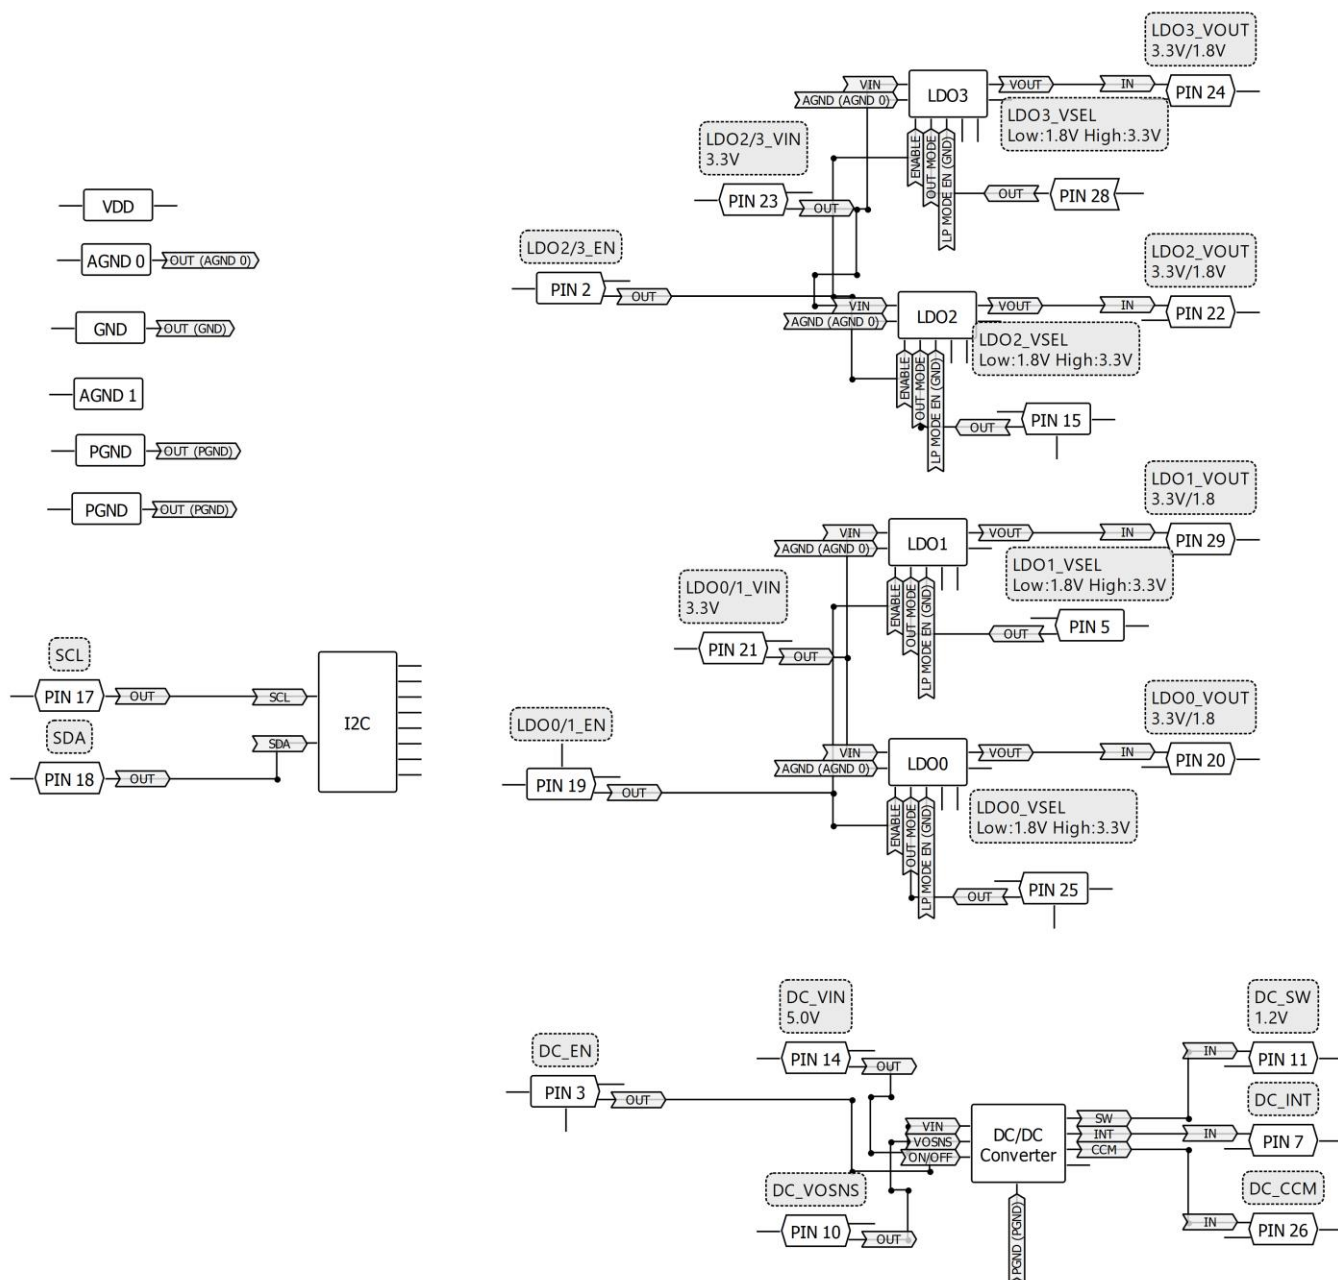 LDO3_VOUT
3.3V/1.8V
VIN
AGND (AGND 0)
LDO3
VOUT
IN
PIN 24
LDO3_VSEL
Low:1.8V High:3.3V
ENABLE
OUT MODE
LP MODE EN (GND)
OUT
PIN 28
LDO2/3_VIN
3.3V
PIN 23
OUT
LDO2/3_EN
PIN 2
OUT
LDO2_VOUT
3.3V/1.8V
VIN
AGND (AGND 0)
LDO2
VOUT
IN
PIN 22
LDO2_VSEL
Low:1.8V High:3.3V
ENABLE
OUT MODE
LP MODE EN (GND)
OUT
PIN 15
VDD
AGND 0
OUT (AGND 0)
GND
OUT (GND)
AGND 1
PGND
OUT (PGND)
PGND
OUT (PGND)
LDO1_VOUT
3.3V/1.8
VIN
AGND (AGND 0)
LDO1
VOUT
IN
PIN 29
LDO1_VSEL
Low:1.8V High:3.3V
ENABLE
OUT MODE
LP MODE EN (GND)
OUT
PIN 5
LDO0/1_VIN
3.3V
PIN 21
OUT
SCL
PIN 17
OUT
SCL
SDA
PIN 18
OUT
SDA
I2C
LDO0/1_EN
PIN 19
OUT
LDO0_VOUT
3.3V/1.8
VIN
AGND (AGND 0)
LDO0
VOUT
IN
PIN 20
LDO0_VSEL
Low:1.8V High:3.3V
ENABLE
OUT MODE
LP MODE EN (GND)
OUT
PIN 25
DC_VIN
5.0V
PIN 14
OUT
DC_EN
PIN 3
OUT
VIN
VOSNS
ON/OFF
DC/DC
Converter
SW
INT
CCM
PGND (PGND)
DC_VOSNS
PIN 10
OUT
DC_SW
1.2V
IN
PIN 11
DC_INT
IN
PIN 7
DC_CCM
IN
PIN 26